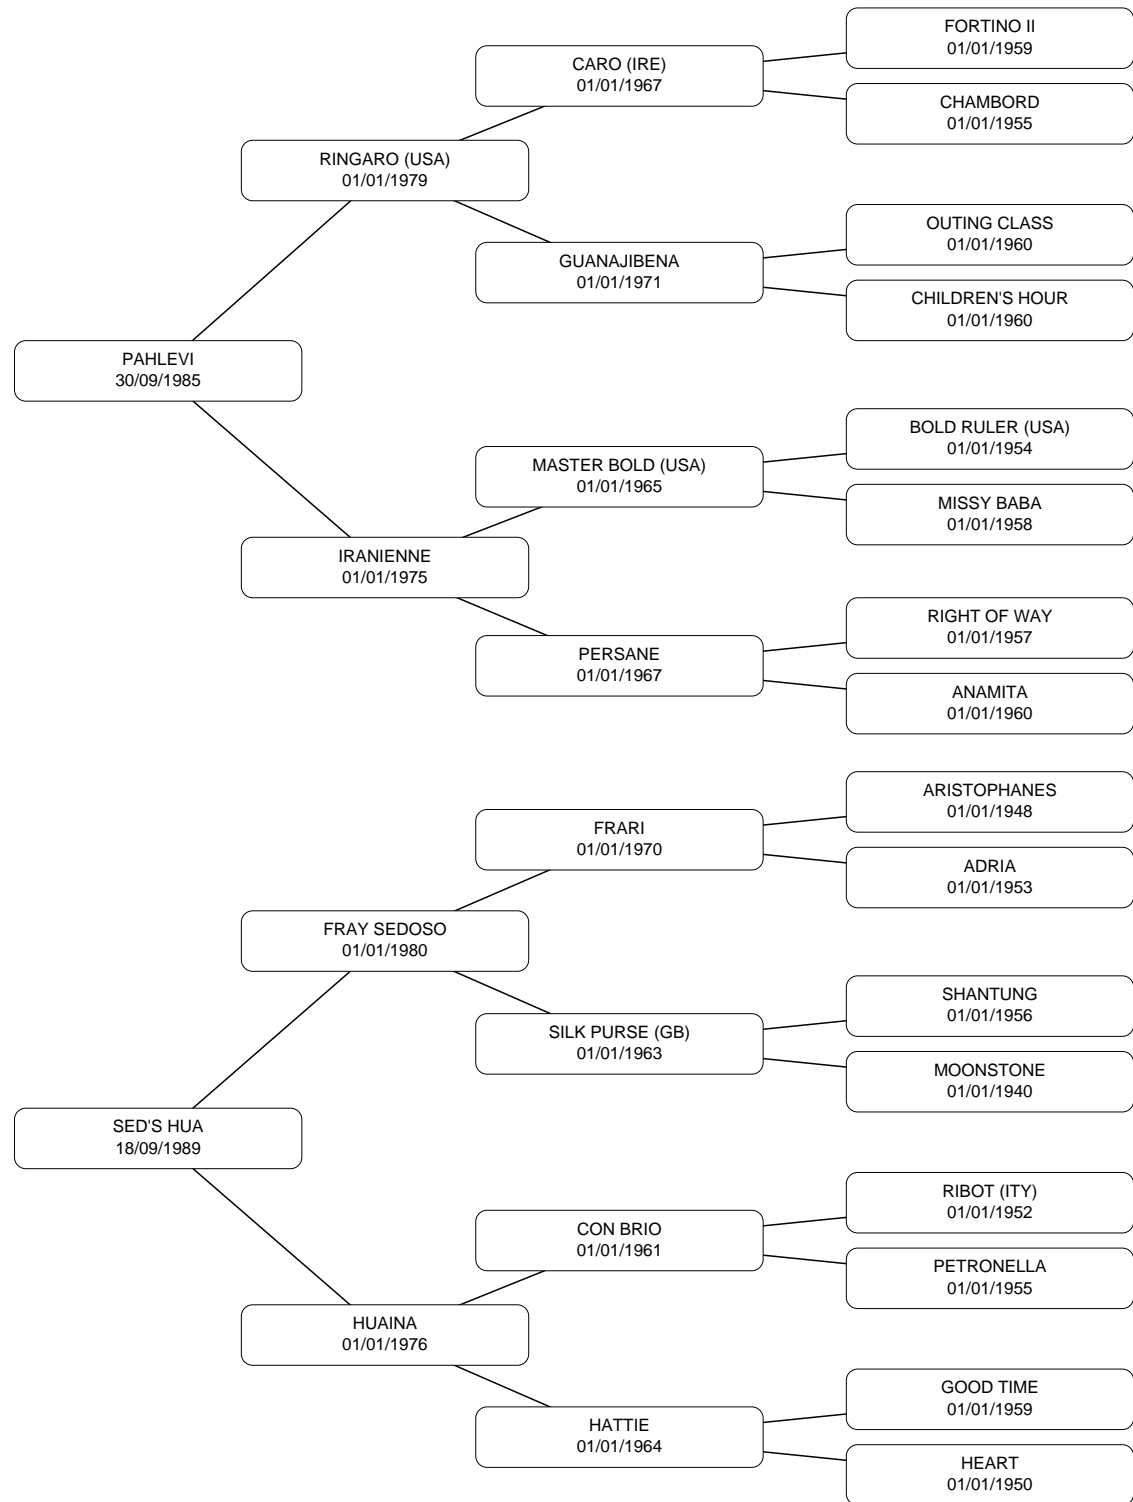 FORTINO II
01/01/1959
CARO (IRE)
01/01/1967
CHAMBORD
01/01/1955
RINGARO (USA)
01/01/1979
OUTING CLASS
01/01/1960
GUANAJIBENA
01/01/1971
CHILDREN'S HOUR
01/01/1960
PAHLEVI
30/09/1985
BOLD RULER (USA)
01/01/1954
MASTER BOLD (USA)
01/01/1965
MISSY BABA
01/01/1958
IRANIENNE
01/01/1975
RIGHT OF WAY
01/01/1957
PERSANE
01/01/1967
ANAMITA
01/01/1960
ARISTOPHANES
01/01/1948
FRARI
01/01/1970
ADRIA
01/01/1953
FRAY SEDOSO
01/01/1980
SHANTUNG
01/01/1956
SILK PURSE (GB)
01/01/1963
MOONSTONE
01/01/1940
SED'S HUA
18/09/1989
RIBOT (ITY)
01/01/1952
CON BRIO
01/01/1961
PETRONELLA
01/01/1955
HUAINA
01/01/1976
GOOD TIME
01/01/1959
HATTIE
01/01/1964
HEART
01/01/1950